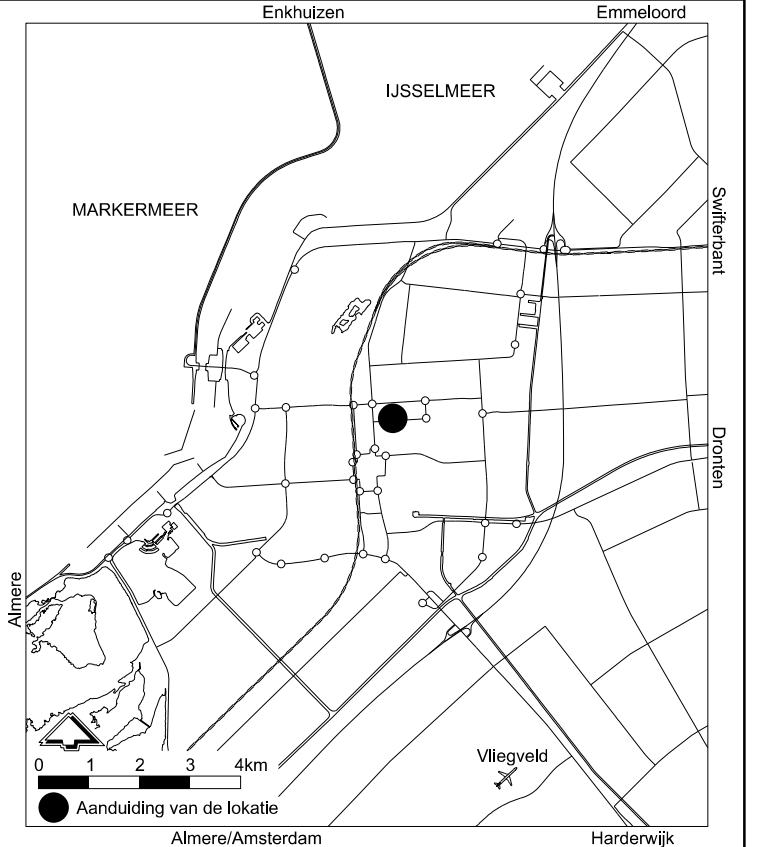 Enkhuizen
Emmeloord
IJSSELMEER
MARKERMEER
Swifterbant
Dronten
Almere
0 1 2 3 4km
Vliegveld
Aanduiding van de lokatie
Almere/Amsterdam
Harderwijk